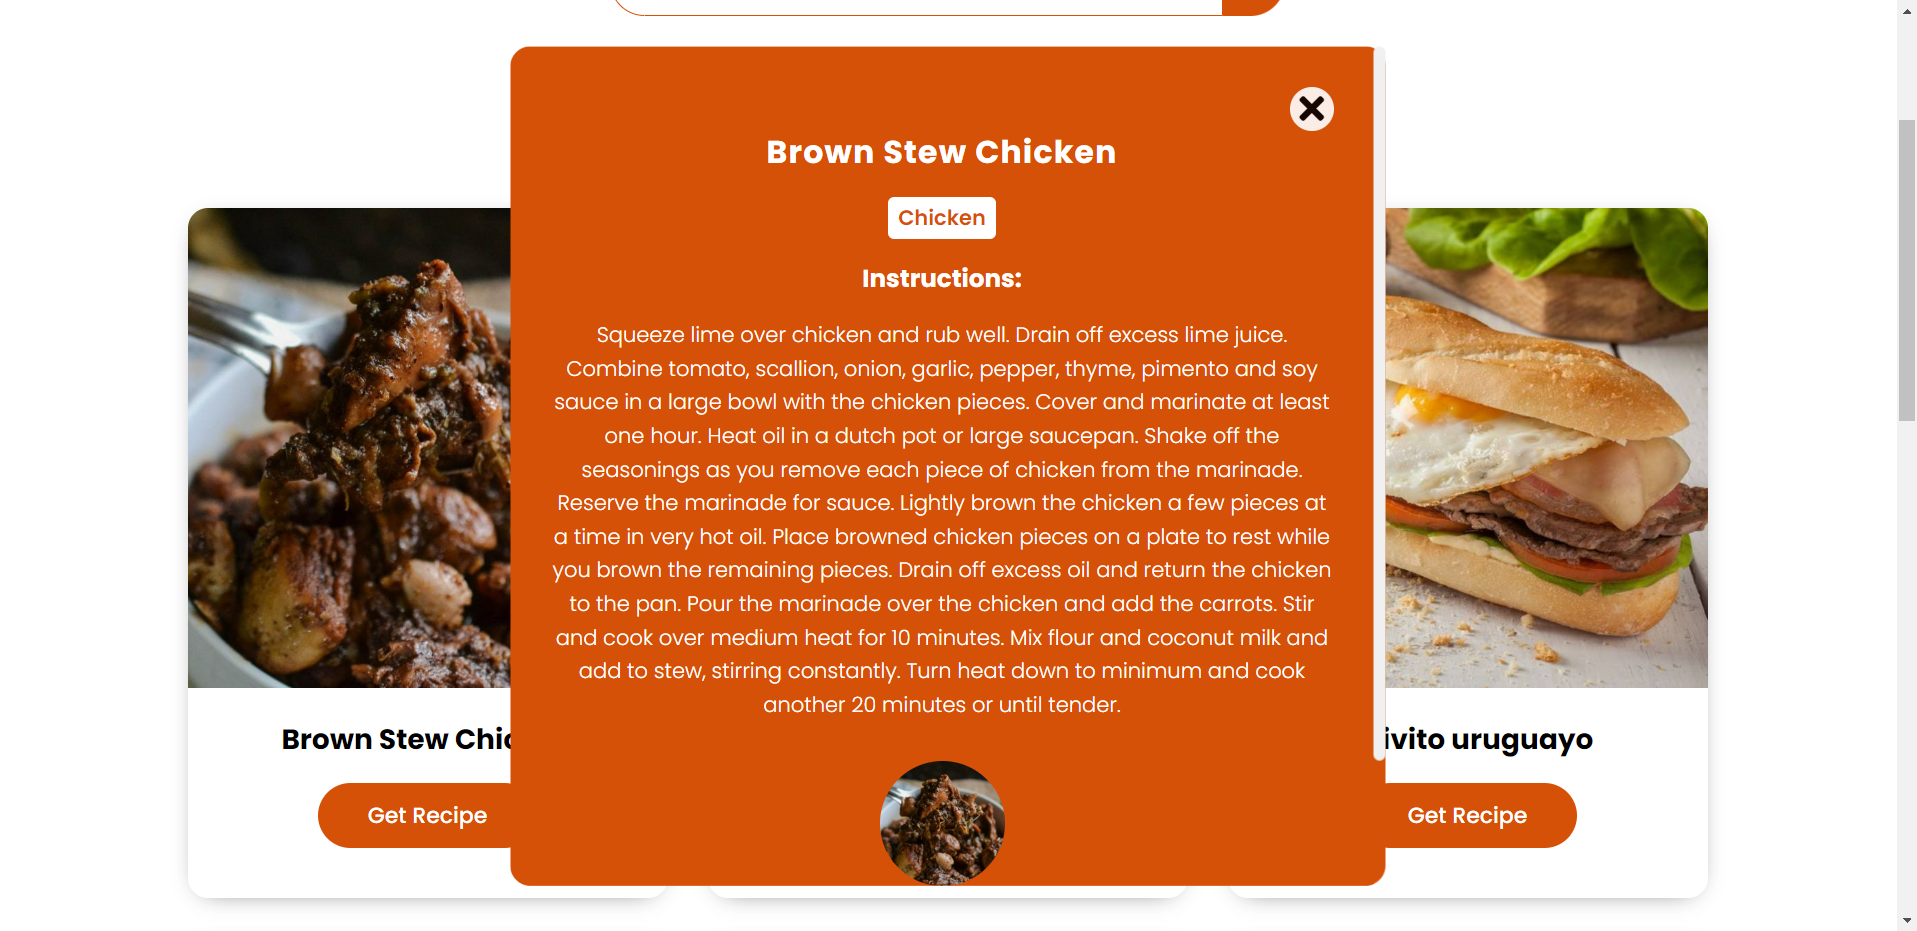 Brown Stew Chicken
Chicken
Instructions:
Squeeze lime over chicken and rub well. Drain off excess lime juice.
Combine tomato, scallion, onion, garlic, pepper, thyme, pimento and soy
sauce in a large bowl with the chicken pieces. Cover and marinate at least
one hour. Heat oil in a dutch pot or large saucepan. Shake off the
seasonings as you remove each piece of chicken from the marinade.
Reserve the marinade for sauce. Lightly brown the chicken a few pieces at
a time in very hot oil. Place browned chicken pieces on a plate to rest while
you brown the remaining pieces. Drain off excess oil and return the chicken
to the pan. Pour the marinade over the chicken and add the carrots. Stir
and cook over medium heat for 10 minutes. Mix flour and coconut milk and
add to stew, stirring constantly. Turn heat down to minimum and cook
another 20 minutes or until tender.
Brown Stew Chic
Get Recipe
ivito uruguayo
Get Recipe